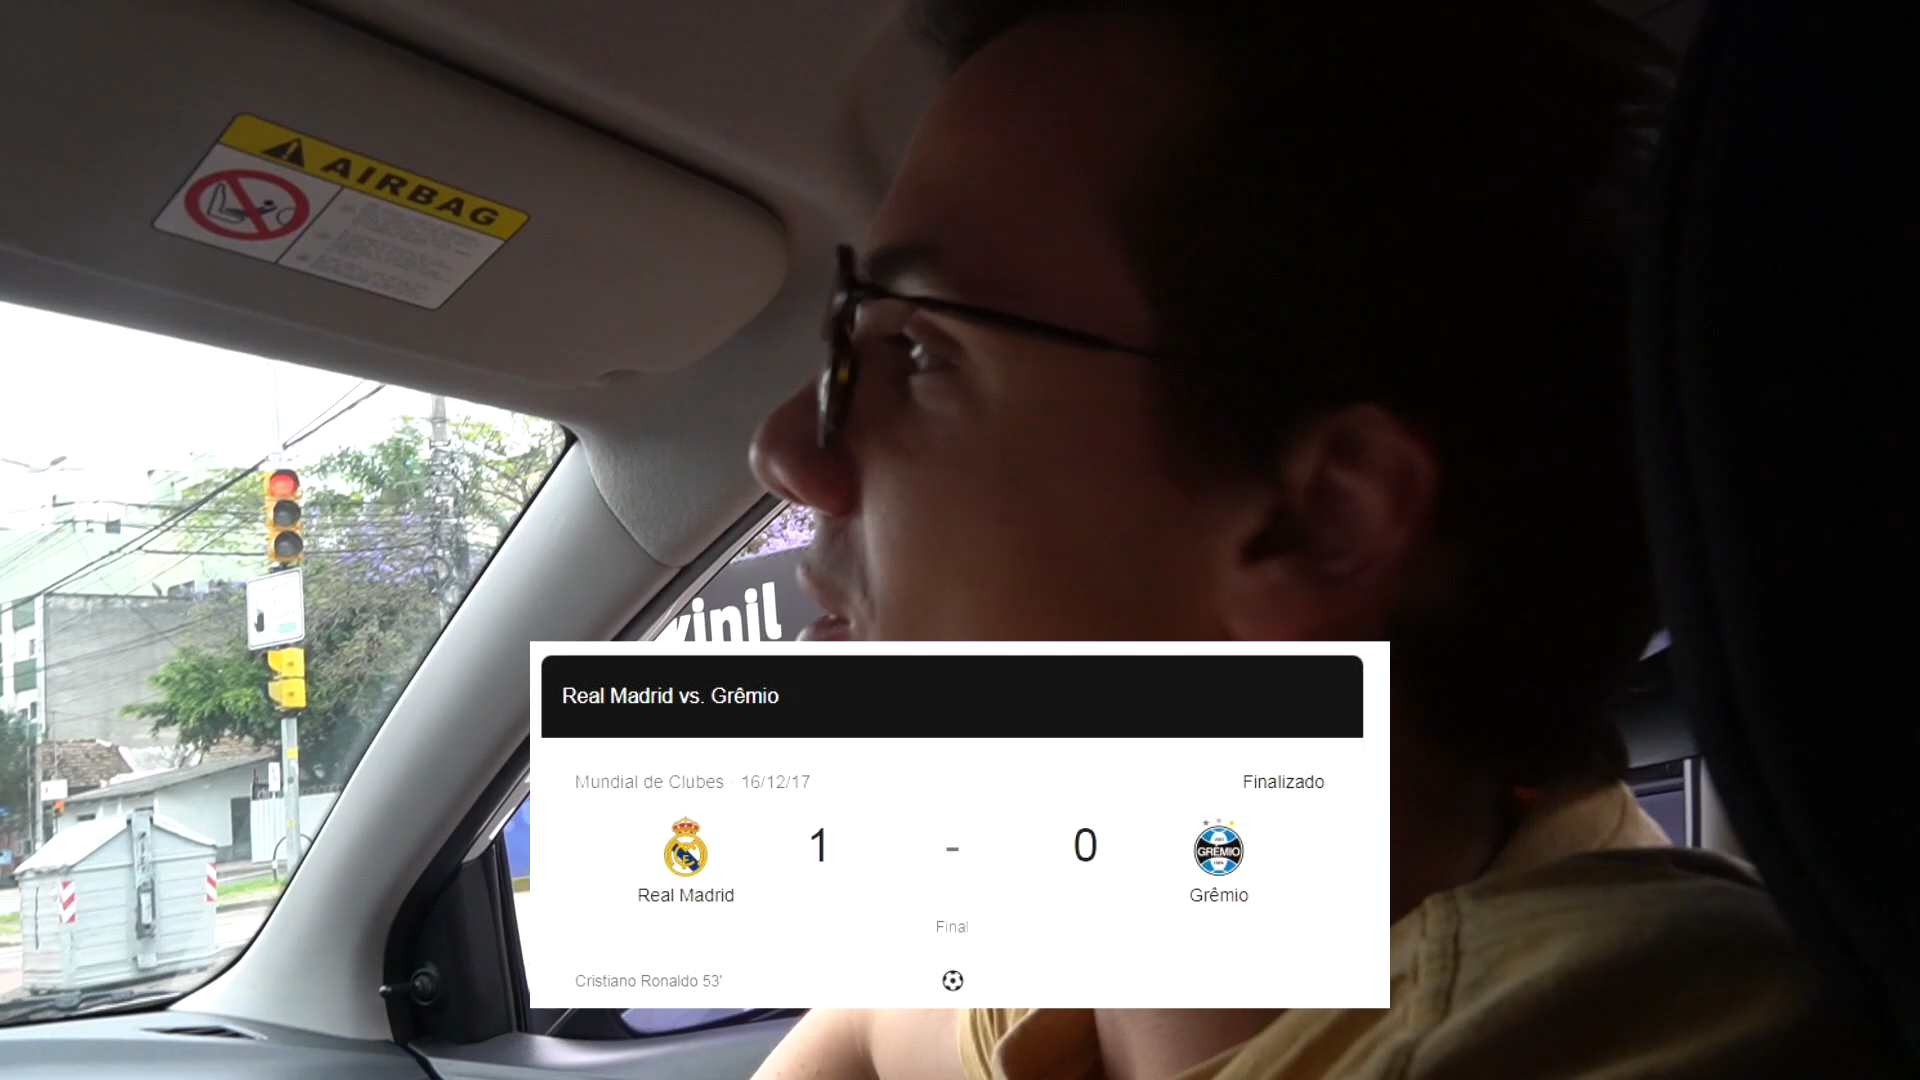 AIRBAG
xinil
Real Madrid vs. Grêmio
Mundial de Clubes · 16/12/17
Finalizado
1 - 0
GRÊMIO
Real Madrid
Grêmio
Final
Cristiano Ronaldo 53'